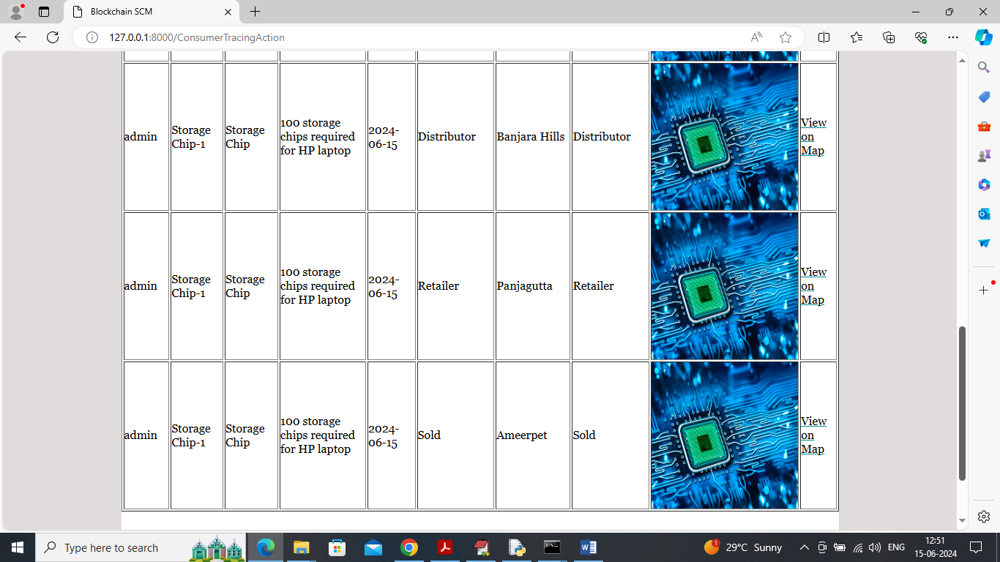 Blockchain SCM
127.0.0.1:8000/ConsumerTracingAction
admin
Storage
Chip-1
Storage
Chip
100 storage
chips required
for HP laptop
2024-
06-15
Distributor
Banjara Hills
Distributor
View
on
Map
admin
Storage
Chip-1
Storage
Chip
100 storage
chips required
for HP laptop
2024-
06-15
Retailer
Panjagutta
Retailer
View
on
Map
admin
Storage
Chip-1
Storage
Chip
100 storage
chips required
for HP laptop
2024-
06-15
Sold
Ameerpet
Sold
View
on
Map
Type here to search
1
29°C Sunny
ENG
12:51
15-06-2024